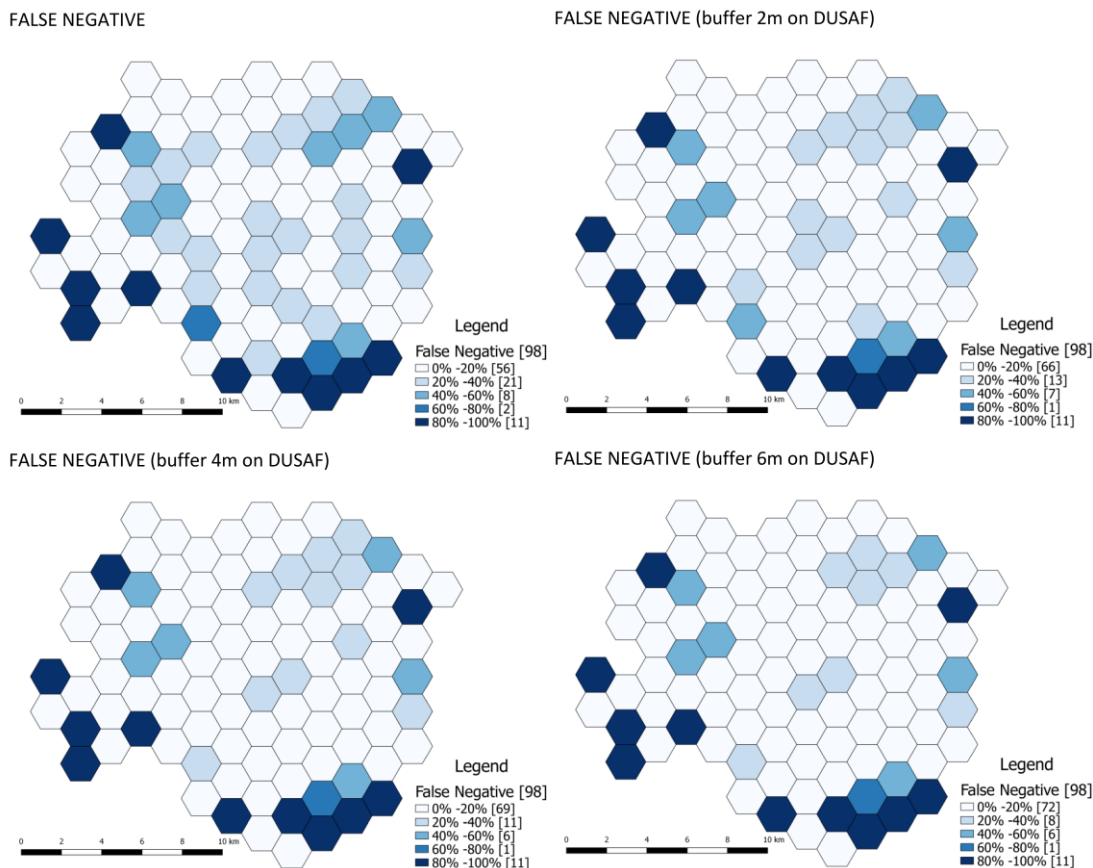 FALSE NEGATIVE
Legend
False Negative [98]
0% -20% [56]
20% -40% [21]
40% -60% [8]
60% -80% [2]
80% -100% [11]
0 2 4 6 8 10 km
FALSE NEGATIVE (buffer 2m on DUSAF)
Legend
False Negative [98]
0% -20% [66]
20% -40% [13]
40% -60% [7]
60% -80% [1]
80% -100% [11]
0 2 4 6 8 10 km
FALSE NEGATIVE (buffer 4m on DUSAF)
Legend
False Negative [98]
0% -20% [69]
20% -40% [11]
40% -60% [6]
60% -80% [1]
80% -100% [11]
0 2 4 6 8 10 km
FALSE NEGATIVE (buffer 6m on DUSAF)
Legend
False Negative [98]
0% -20% [72]
20% -40% [8]
40% -60% [6]
60% -80% [1]
80% -100% [11]
0 2 4 6 8 10 km